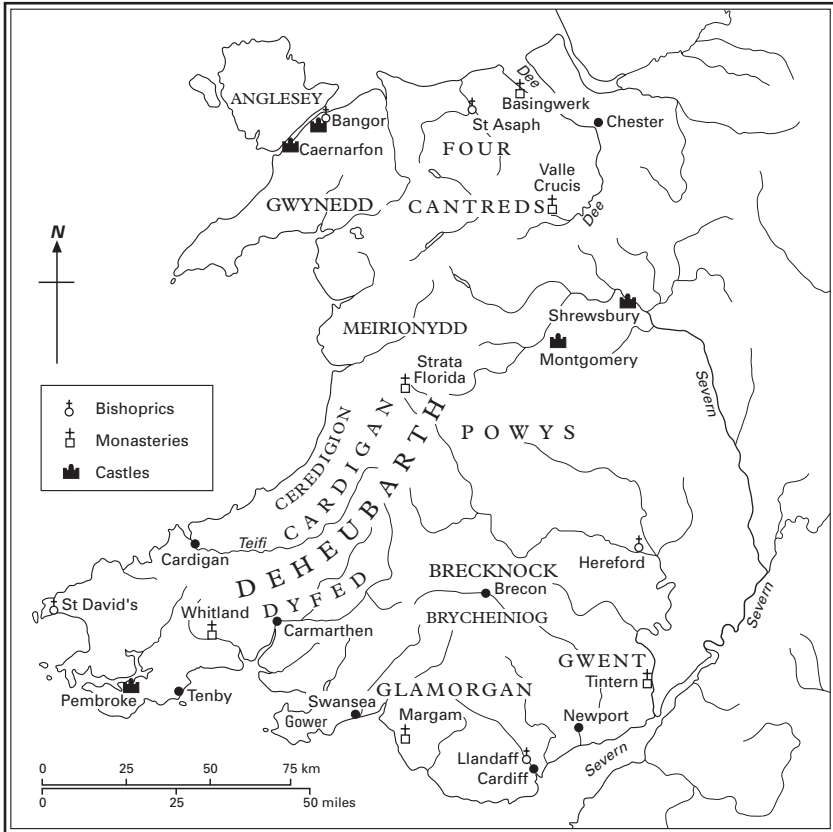 Dee
Basingwerk
ANGLESEY
Bangor
St Asaph
Chester
Caernarfon
FOUR
Valle
Crucis
GWYNEDD
CANTREDS
Dee
N
Shrewsbury
MEIRIONYDD
Montgomery
Strata
Florida
Severn
Bishoprics
Monasteries
Castles
POWYS
CEREDIGION
CARDIGAN
DEHEUBARTH
Teifi
Cardigan
Hereford
BRECKNOCK
Brecon
DYFED
St David's
Whitland
Carmarthen
BRYCHEINIOG
Severn
GWENT
Tintern
Pembroke
Tenby
Swansea
GLAMORGAN
Gower
Margam
Newport
Llandaff
Cardiff
Severn
0 25 50 75 km
0 25 50 miles